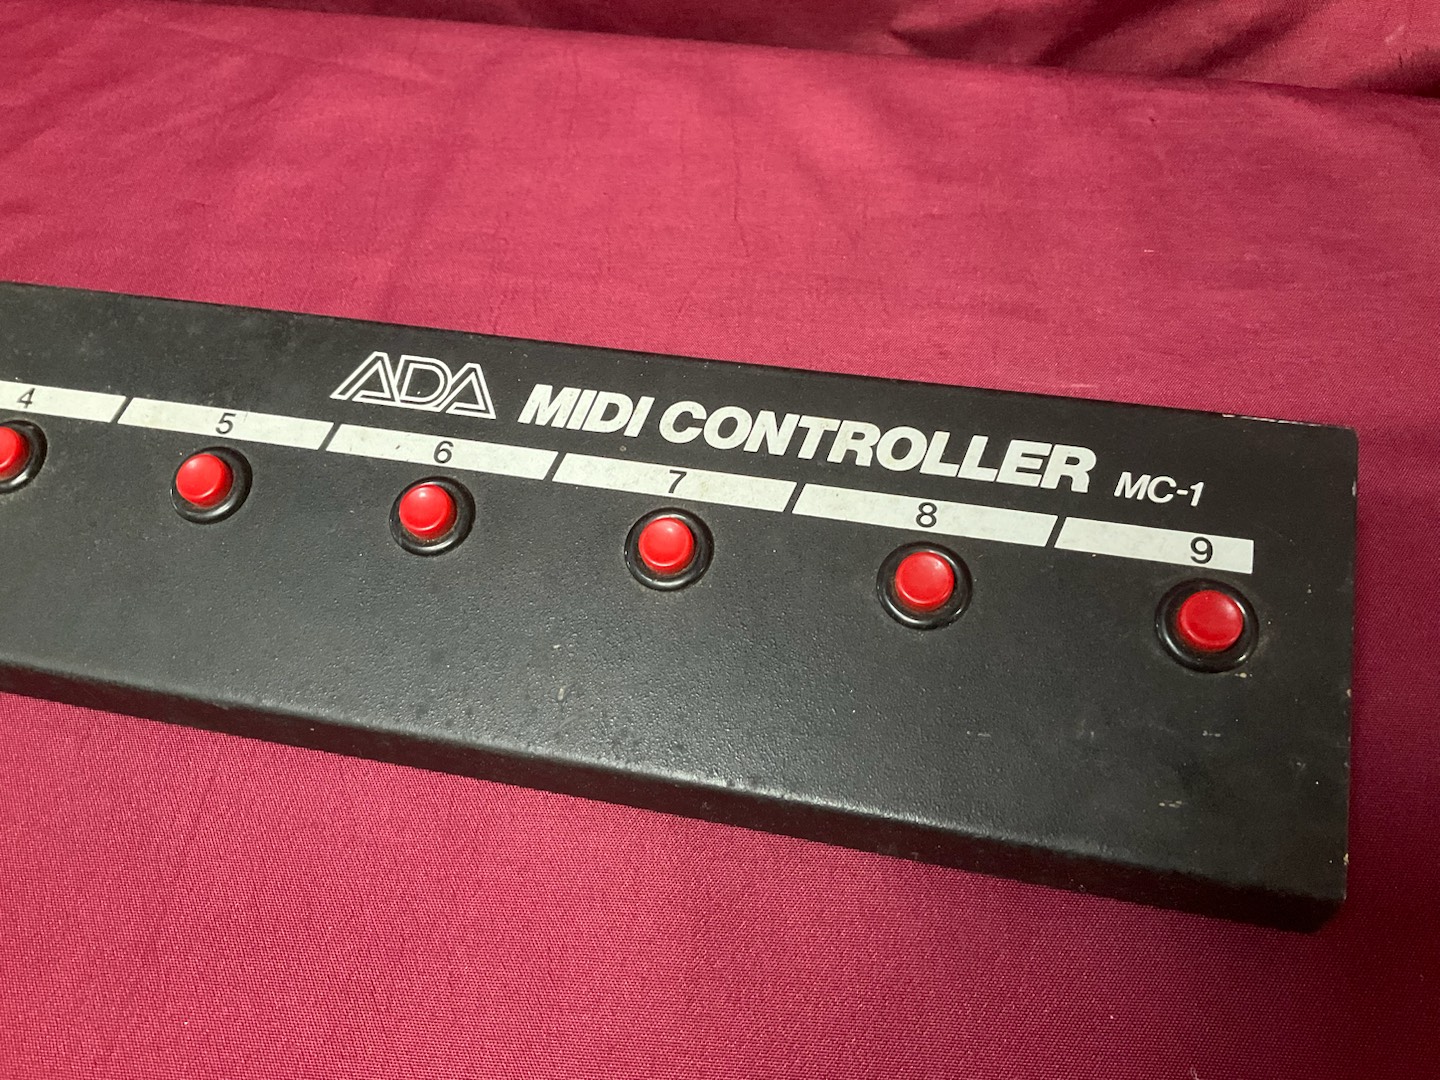 ADA MIDI CONTROLLER MC-1
4 5 6 7 8 9